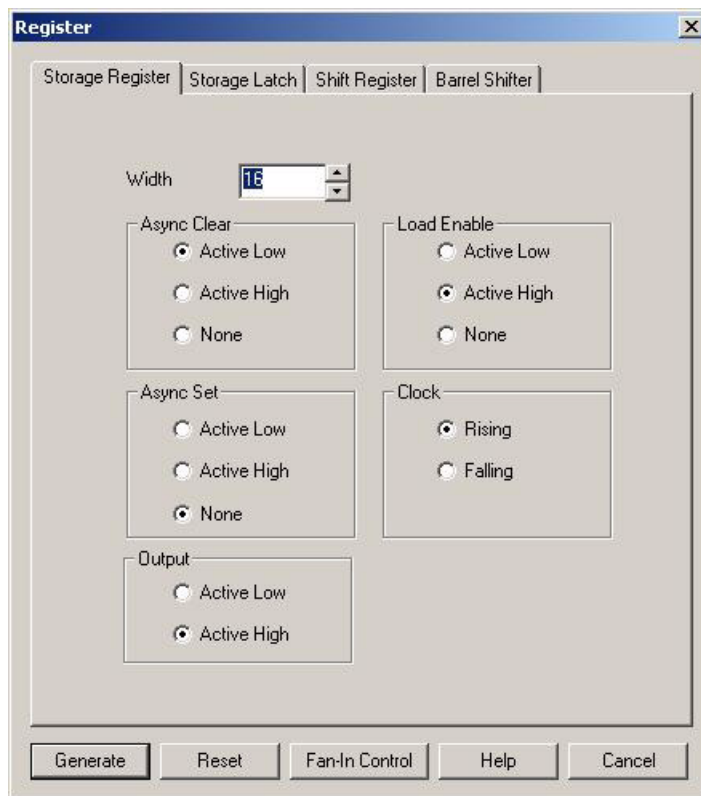 Register
Storage Register Storage Latch Shift Register Barrel Shifter
Width 16
Async Clear
Active Low
Active High
None
Load Enable
Active Low
Active High
None
Async Set
Active Low
Active High
None
Clock
Rising
Falling
Output
Active Low
Active High
Generate Reset Fan-In Control Help Cancel